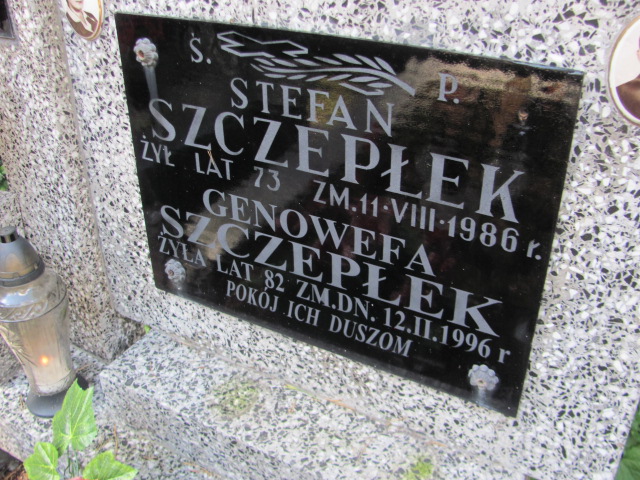 Ś. P.
STEFAN
SZCZEPŁEK
ŻYŁ LAT 73 ZM. 11·VIII·1986 r.
GENOWEFA
SZCZEPŁEK
ŻYŁA LAT 82 ZM.DN. 12.II.1996 r
POKÓJ ICH DUSZOM